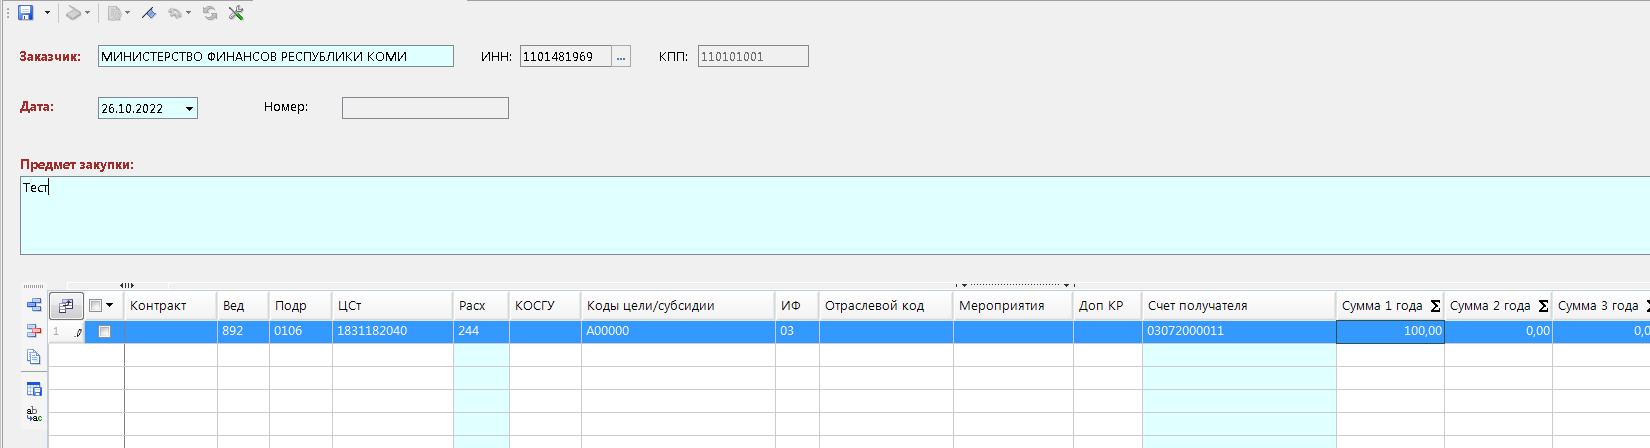 Заказчик: МИНИСТЕРСТВО ФИНАНСОВ РЕСПУБЛИКИ КОМИ ИНН: 1101481969 ... КПП: 110101001
Дата: 26.10.2022 Номер:
Предмет закупки:
Тест
Контракт Вед Подр ЦСт Расх КОСГУ Коды цели/субсидии ИФ Отраслевой код Мероприятия Доп КР Счет получателя Сумма 1 года Σ Сумма 2 года Σ Сумма 3 года Σ
1 892 0106 1831182040 244 А00000 03 03072000011 100,00 0,00 0,0
ab
ac